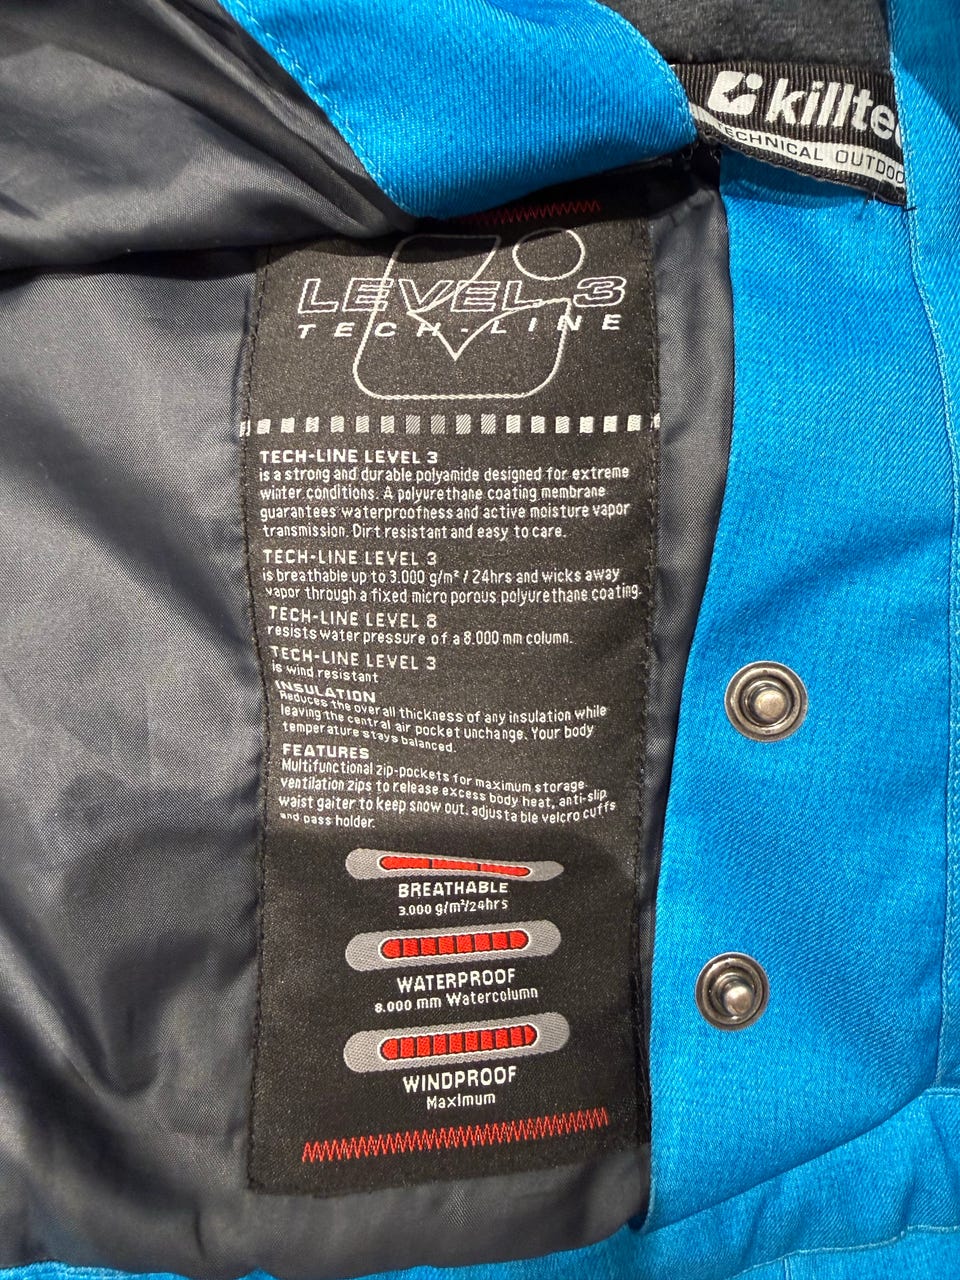 killte
TECHNICAL OUTDOO
LEVEL 3
TECH-LINE
TECH-LINE LEVEL 3
is a strong and durable polyamide designed for extreme
winter conditions. A polyurethane coating membrane
guarantees waterproofness and active moisture vapor
transmission. Dirt resistant and easy to care.
TECH-LINE LEVEL 3
is breathable up to 3.000 g/m² / 24hrs and wicks away
vapor through a fixed micro porous polyurethane coating.
TECH-LINE LEVEL 8
resists water pressure of a 8.000 mm column.
TECH-LINE LEVEL 3
is wind resistant
INSULATION
Reduces the overall thickness of any insulation while
leaving the central air pocket unchange. Your body
temperature stays balanced.
FEATURES
Multifunctional zip-pockets for maximum storage.
ventilation zips to release excess body heat, anti-slip
waist gaiter to keep snow out. adjustable velcro cuffs
and pass holder.
BREATHABLE
3.000 g/m²/24hrs
WATERPROOF
8.000 mm Watercolumn
WINDPROOF
Maximum